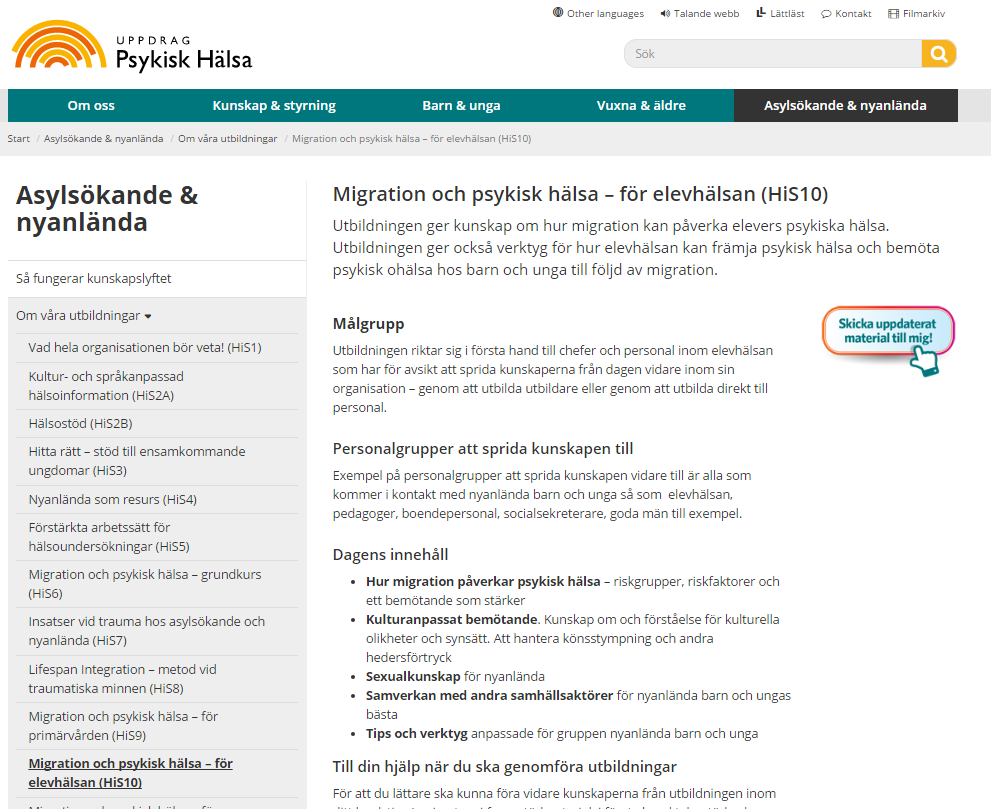 Other languages
Talande webb
Lättläst
Kontakt
Filmarkiv
UPPDRAG
Psykisk Hälsa
Sök
Om oss
Kunskap & styrning
Barn & unga
Vuxna & äldre
Asylsökande & nyanlända
Start / Asylsökande & nyanlända / Om våra utbildningar / Migration och psykisk hälsa – för elevhälsan (HiS10)
Asylsökande &
nyanlända
Så fungerar kunskapslyftet
Om våra utbildningar
Vad hela organisationen bör veta! (HiS1)
Kultur- och språkanpassad
hälsoinformation (HiS2A)
Hälsostöd (HiS2B)
Hitta rätt – stöd till ensamkommande
ungdomar (HiS3)
Nyanlända som resurs (HiS4)
Förstärkta arbetssätt för
hälsoundersökningar (HiS5)
Migration och psykisk hälsa – grundkurs
(HiS6)
Insatser vid trauma hos asylsökande och
nyanlända (HiS7)
Lifespan Integration – metod vid
traumatiska minnen (HiS8)
Migration och psykisk hälsa – för
primärvården (HiS9)
Migration och psykisk hälsa – för
elevhälsan (HiS10)
Migration och psykisk hälsa – för elevhälsan (HiS10)
Utbildningen ger kunskap om hur migration kan påverka elevers psykiska hälsa.
Utbildningen ger också verktyg för hur elevhälsan kan främja psykisk hälsa och bemöta
psykisk ohälsa hos barn och unga till följd av migration.
Skicka uppdaterat
material till mig!
Målgrupp
Utbildningen riktar sig i första hand till chefer och personal inom elevhälsan
som har för avsikt att sprida kunskaperna från dagen vidare inom sin
organisation – genom att utbilda utbildare eller genom att utbilda direkt till
personal.
Personalgrupper att sprida kunskapen till
Exempel på personalgrupper att sprida kunskapen vidare till är alla som
kommer i kontakt med nyanlända barn och unga så som elevhälsan,
pedagoger, boendepersonal, socialsekreterare, goda män till exempel.
Dagens innehåll
• Hur migration påverkar psykisk hälsa – riskgrupper, riskfaktorer och
ett bemötande som stärker
• Kulturanpassat bemötande. Kunskap om och förståelse för kulturella
olikheter och synsätt. Att hantera könsstympning och andra
hedersförtryck
• Sexualkunskap för nyanlända
• Samverkan med andra samhällsaktörer för nyanlända barn och ungas
bästa
• Tips och verktyg anpassade för gruppen nyanlända barn och unga
Till din hjälp när du ska genomföra utbildningar
För att du lättare ska kunna föra vidare kunskaperna från utbildningen inom